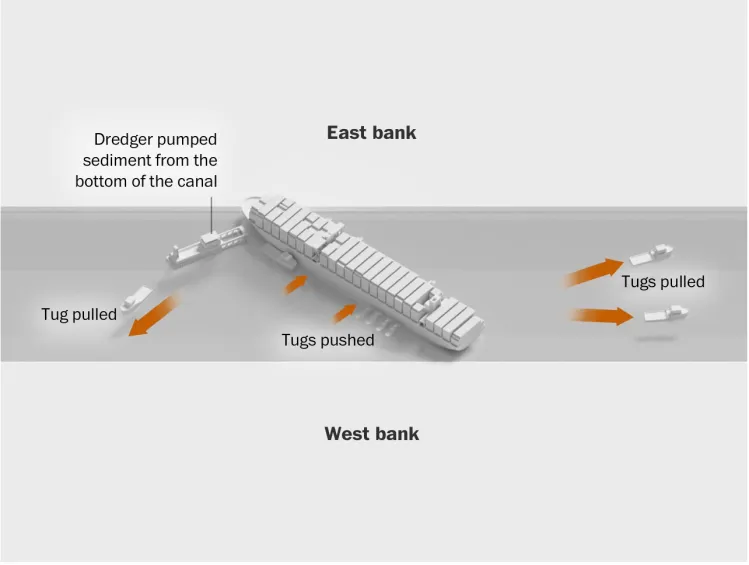 East bank
Dredger pumped
sediment from the
bottom of the canal
Tugs pulled
Tug pulled
Tugs pushed
West bank